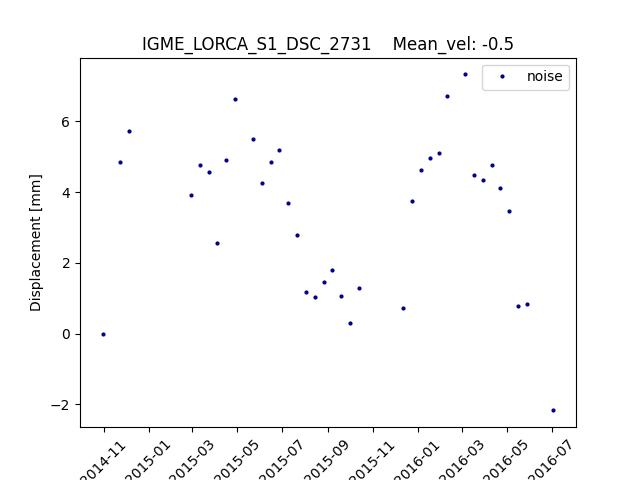 IGME_LORCA_S1_DSC_2731    Mean_vel: -0.5
noise
6
4
2
0
−2
Displacement [mm]
2014-11 2015-01 2015-03 2015-05 2015-07 2015-09 2015-11 2016-01 2016-03 2016-05 2016-07